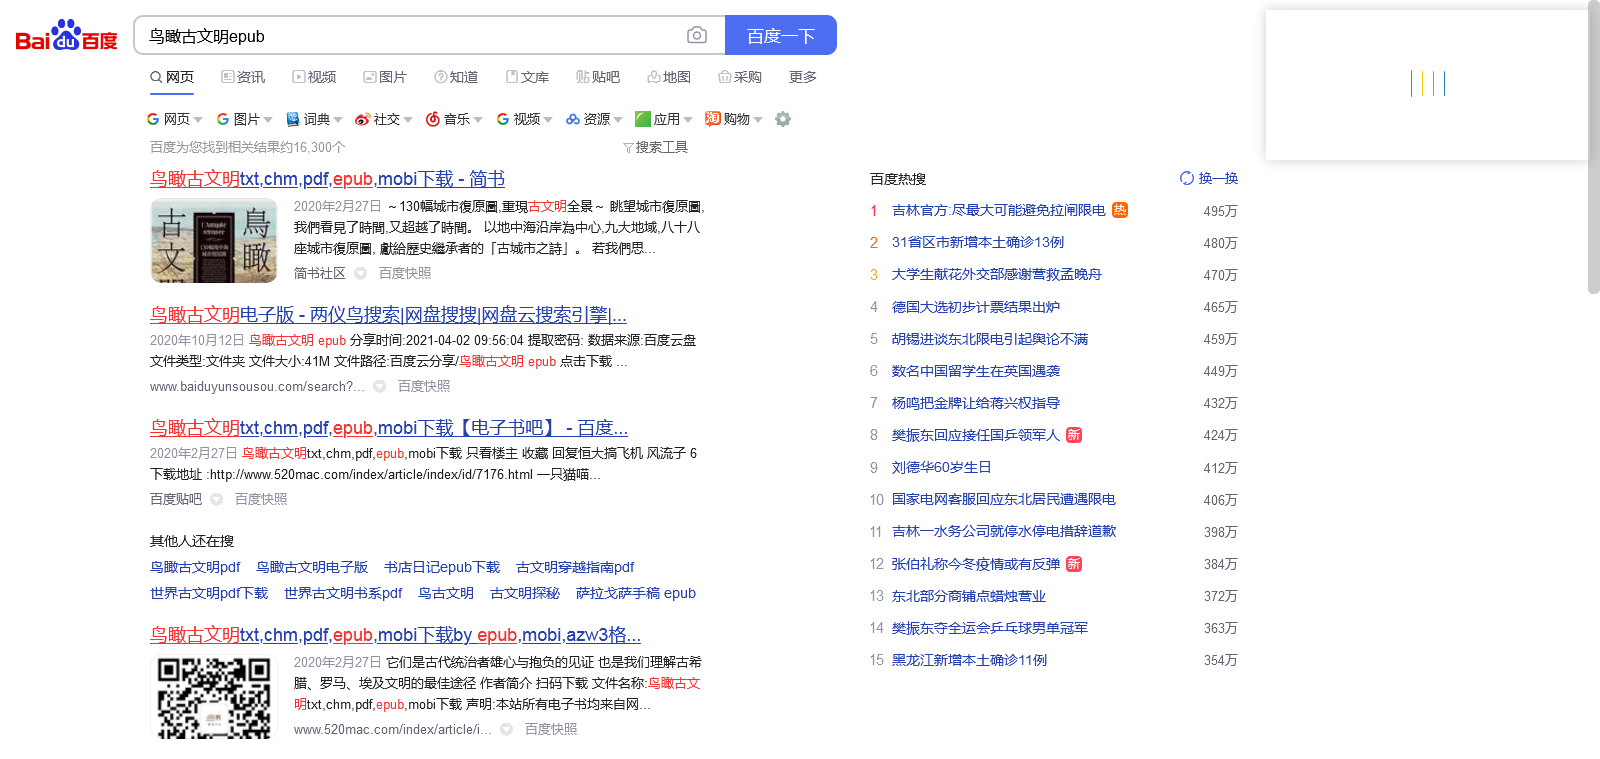 Baidu百度
鸟瞰古文明epub
百度一下
网页 资讯 视频 图片 知道 文库 贴吧 地图 采购 更多
网页 图片 词典 社交 音乐 视频 资源 应用 购物
百度为您找到相关结果约16,300个
搜索工具
鸟瞰古文明txt,chm,pdf,epub,mobi下载 - 简书
2020年2月27日 ～130幅城市復原圖,重現古文明全景～ 眺望城市復原圖,
我們看見了時間,又超越了時間。 以地中海沿岸為中心,九大地域,八十八
座城市復原圖, 獻給歷史繼承者的「古城市之詩」。 若我們思...
简书社区 百度快照
鸟瞰古文明电子版 - 两仪鸟搜索|网盘搜搜|网盘云搜索引擎|...
2020年10月12日 鸟瞰古文明 epub 分享时间:2021-04-02 09:56:04 提取密码: 数据来源:百度云盘
文件类型:文件夹 文件大小:41M 文件路径:百度云分享/鸟瞰古文明 epub 点击下载 ...
www.baiduyunsousou.com/search?... 百度快照
鸟瞰古文明txt,chm,pdf,epub,mobi下载【电子书吧】 - 百度...
2020年2月27日 鸟瞰古文明txt,chm,pdf,epub,mobi下载 只看楼主 收藏 回复恒大搞飞机 风流子 6
下载地址 :http://www.520mac.com/index/article/index/id/7176.html 一只猫喵...
百度贴吧 百度快照
其他人还在搜
鸟瞰古文明pdf 鸟瞰古文明电子版 书店日记epub下载 古文明穿越指南pdf
世界古文明pdf下载 世界古文明书系pdf 鸟古文明 古文明探秘 萨拉戈萨手稿 epub
鸟瞰古文明txt,chm,pdf,epub,mobi下载by epub,mobi,azw3格...
2020年2月27日 它们是古代统治者雄心与抱负的见证 也是我们理解古希
腊、罗马、埃及文明的最佳途径 作者简介 扫码下载 文件名称:鸟瞰古文
明txt,chm,pdf,epub,mobi下载 声明:本站所有电子书均来自网...
www.520mac.com/index/article/i... 百度快照
百度热搜 换一换
1 吉林官方:尽最大可能避免拉闸限电 热 495万
2 31省区市新增本土确诊13例 480万
3 大学生献花外交部感谢营救孟晚舟 470万
4 德国大选初步计票结果出炉 465万
5 胡锡进谈东北限电引起舆论不满 459万
6 数名中国留学生在英国遇袭 449万
7 杨鸣把金牌让给蒋兴权指导 432万
8 樊振东回应接任国乒领军人 新 424万
9 刘德华60岁生日 412万
10 国家电网客服回应东北居民遭遇限电 406万
11 吉林一水务公司就停水停电措辞道歉 398万
12 张伯礼称今冬疫情或有反弹 新 384万
13 东北部分商铺点蜡烛营业 372万
14 樊振东夺全运会乒乓球男单冠军 363万
15 黑龙江新增本土确诊11例 354万